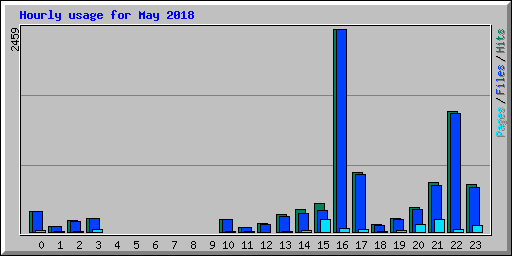 Hourly usage for May 2018
2459
Pages/Files/Hits
0 1 2 3 4 5 6 7 8 9 10 11 12 13 14 15 16 17 18 19 20 21 22 23